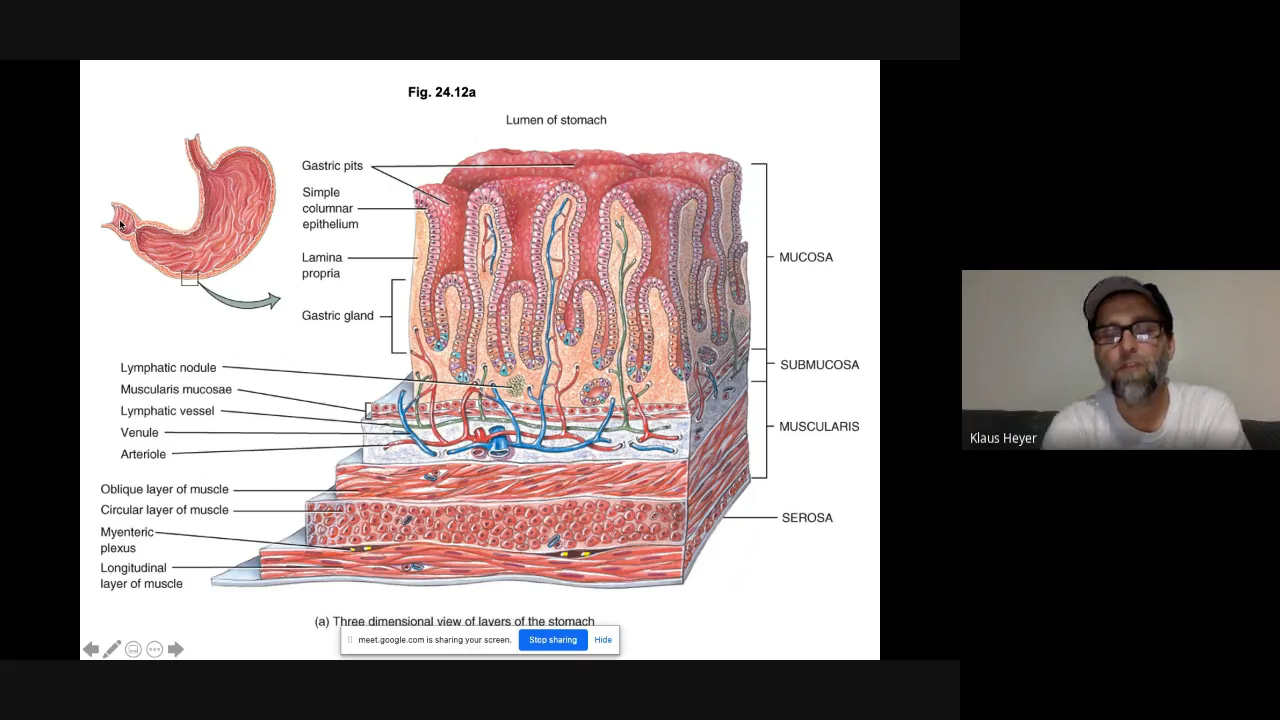 Fig. 24.12a
Lumen of stomach
Gastric pits
Simple
columnar
epithelium
Lamina
propria
Gastric gland
Lymphatic nodule
Muscularis mucosae
Lymphatic vessel
Venule
Arteriole
Oblique layer of muscle
Circular layer of muscle
Myenteric
plexus
Longitudinal
layer of muscle
MUCOSA
SUBMUCOSA
MUSCULARIS
SEROSA
(a) Three dimensional view of layers of the stomach
meet.google.com is sharing your screen.
Stop sharing
Hide
Klaus Heyer